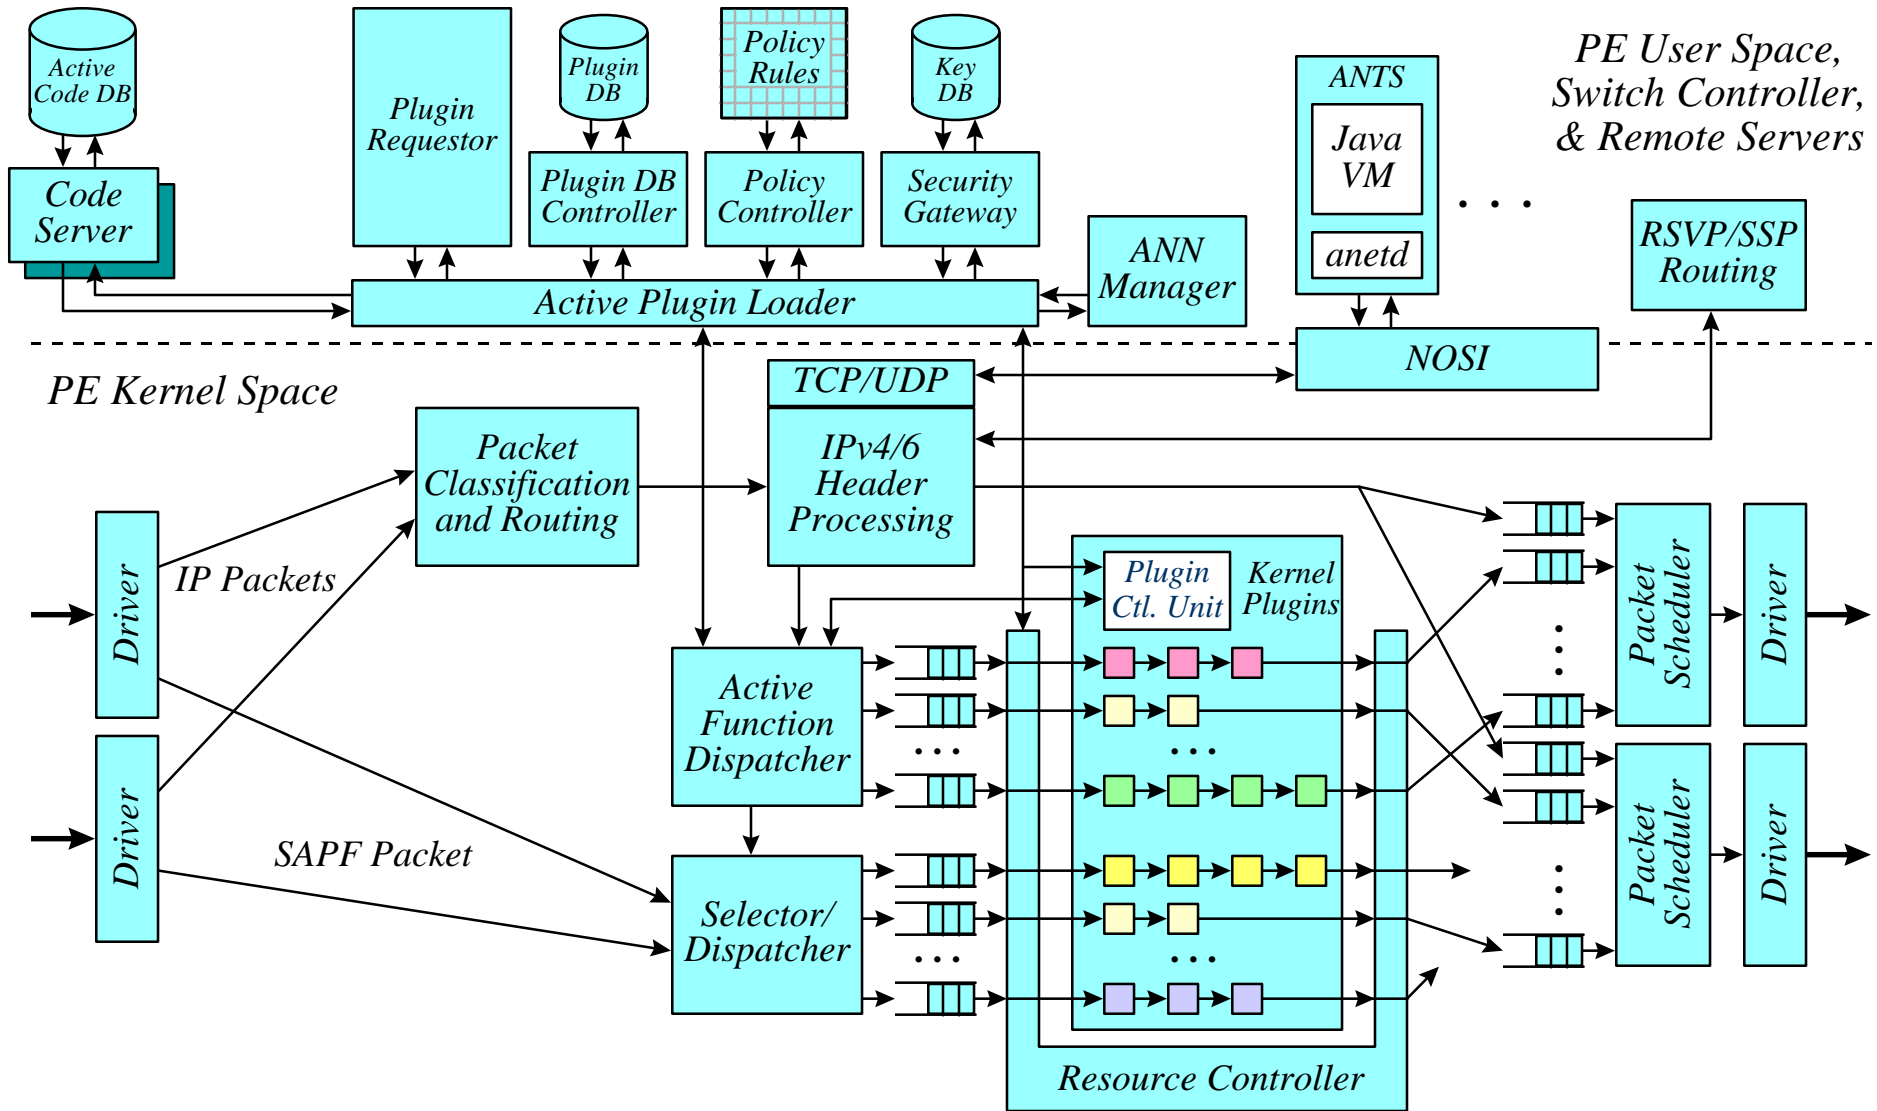 Active
Code DB
Plugin
Requestor
Plugin
DB
Policy
Rules
Key
DB
ANTS
Java
VM
anetd
PE User Space,
Switch Controller,
& Remote Servers
. . .
Code
Server
Plugin DB
Controller
Policy
Controller
Security
Gateway
ANN
Manager
RSVP/SSP
Routing
Active Plugin Loader
NOSI
PE Kernel Space
TCP/UDP
Packet
Classification
and Routing
IPv4/6
Header
Processing
Driver
IP Packets
Plugin
Ctl. Unit
Kernel
Plugins
Packet
Scheduler
Driver
Active
Function
Dispatcher
. . .
. . .
Driver
SAPF Packet
Selector/
Dispatcher
. . .
. . .
Packet
Scheduler
Driver
Resource Controller